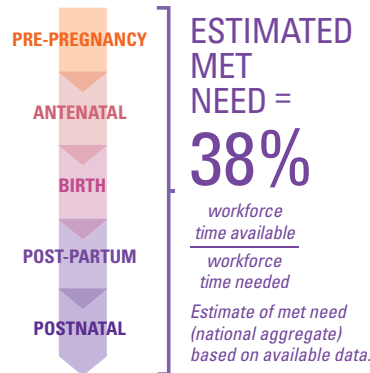 PRE-PREGNANCY
ANTENATAL
BIRTH
POST-PARTUM
POSTNATAL
ESTIMATED
MET
NEED =
38%
workforce
time available
workforce
time needed
Estimate of met need
(national aggregate)
based on available data.